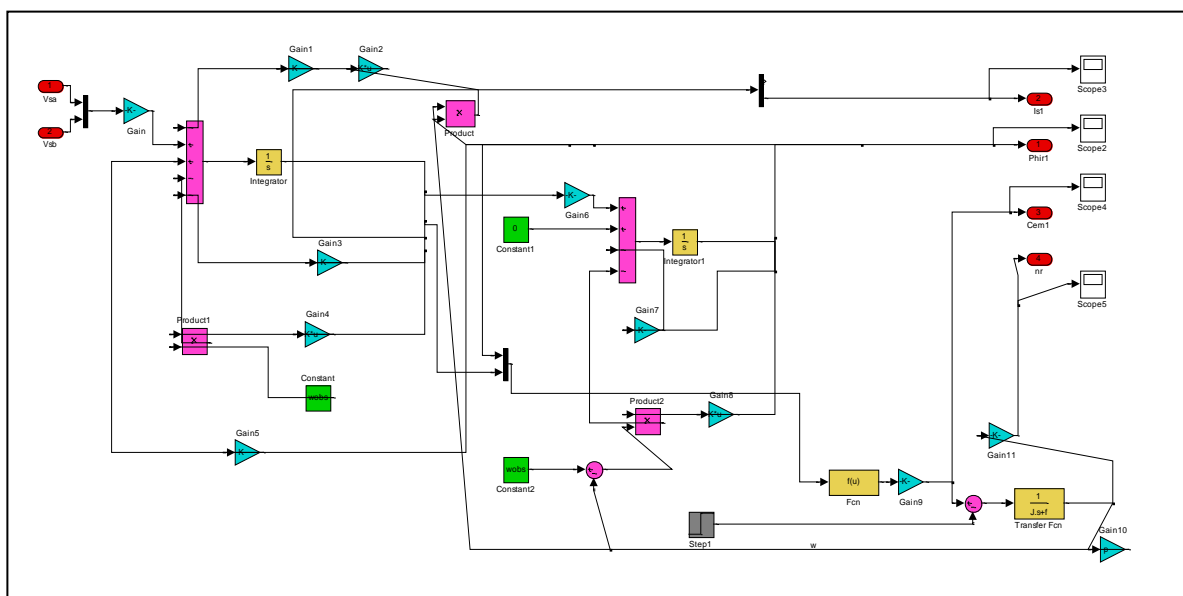 Gain1
Gain2
1
Vsa
2
Vsb
K-
Gain
K-
K*u
×
Product
Scope3
2
Is1
Scope2
1
Phir1
1
s
Integrator
K-
Gain6
0
Constant1
Gain3
K-
1
s
Integrator1
Scope4
3
Cem1
4
nr
Scope5
Product1
×
Gain4
K*u
Gain7
K-
Constant
wobs
Product2
×
Gain8
K*u
Gain5
K-
K-
Gain11
wobs
Constant2
f(u)
Fcn
-K-
Gain9
1
J.s+f
Transfer Fcn
Step1
w
Gain10
p